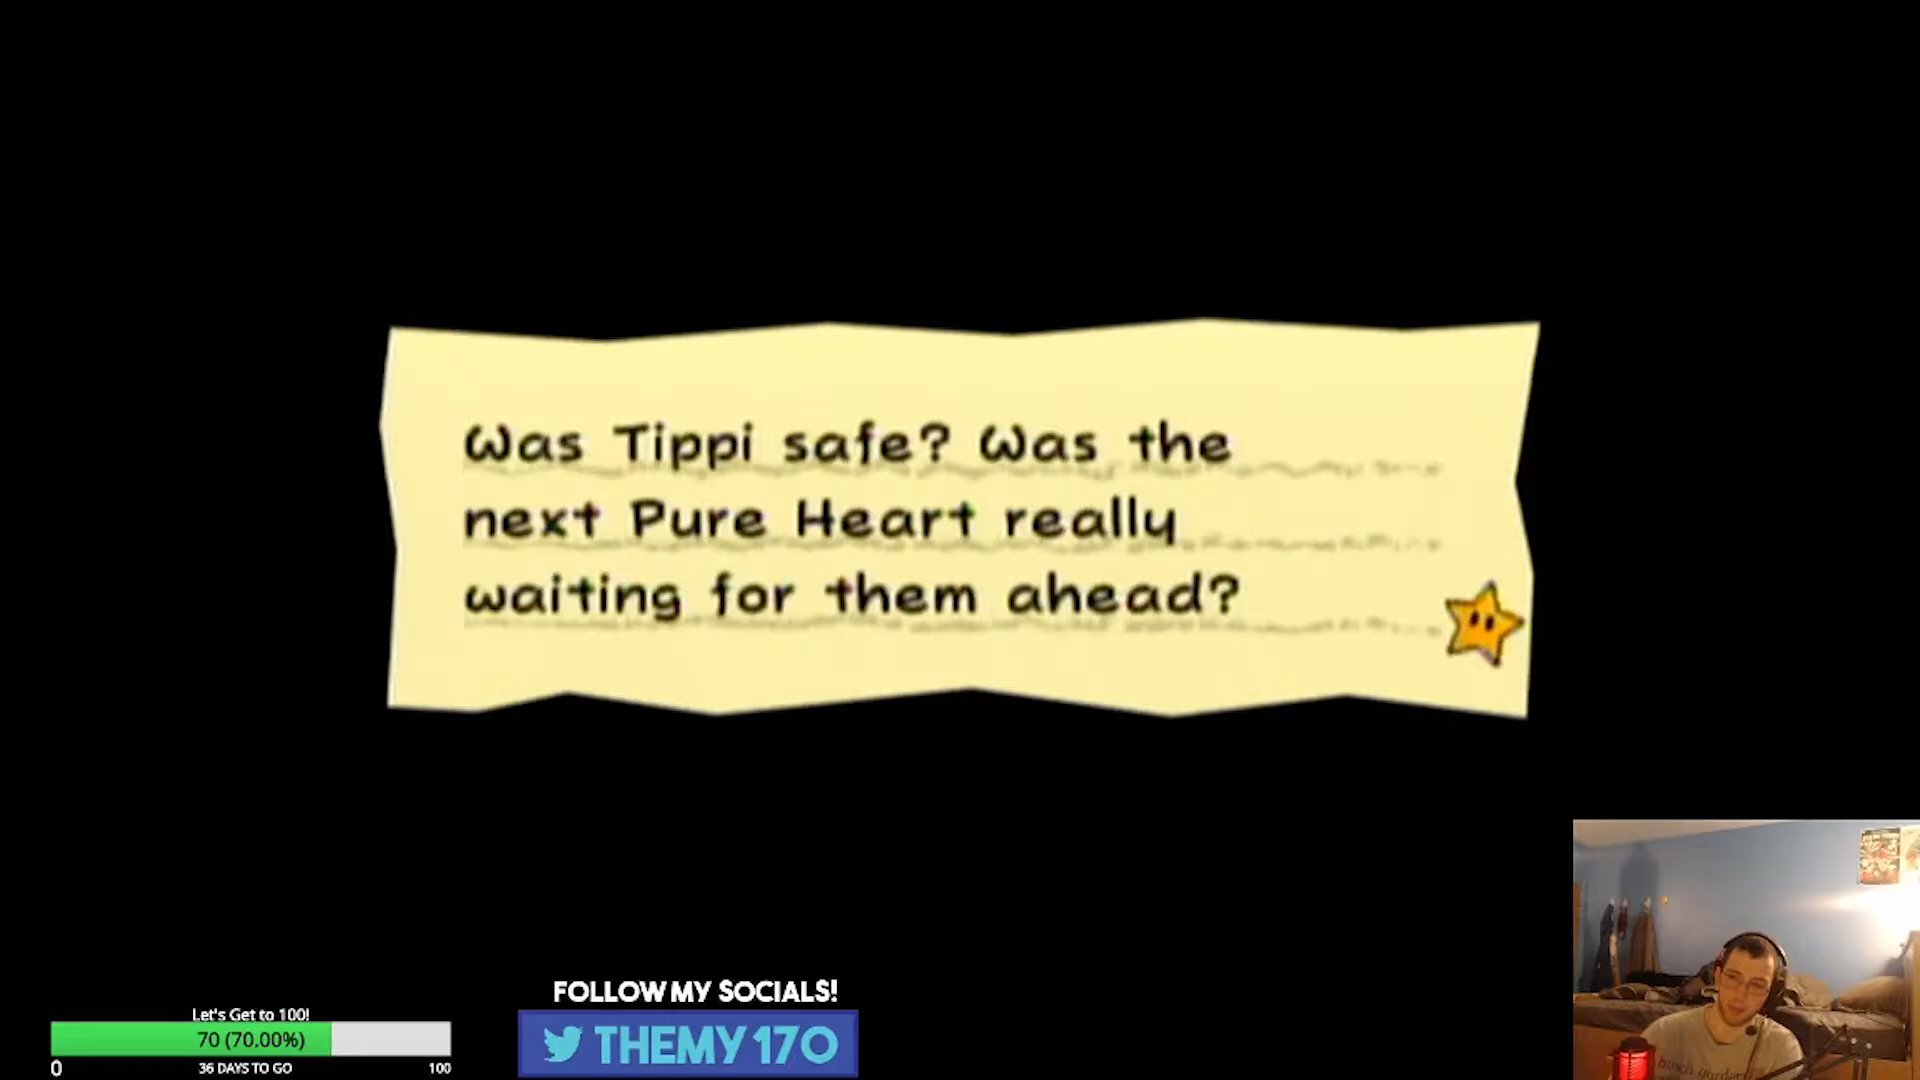 Was Tippi safe? Was the
next Pure Heart really
waiting for them ahead?
FOLLOW MY SOCIALS!
THEMY170
Let's Get to 100!
70 (70.00%)
0
36 DAYS TO GO
100